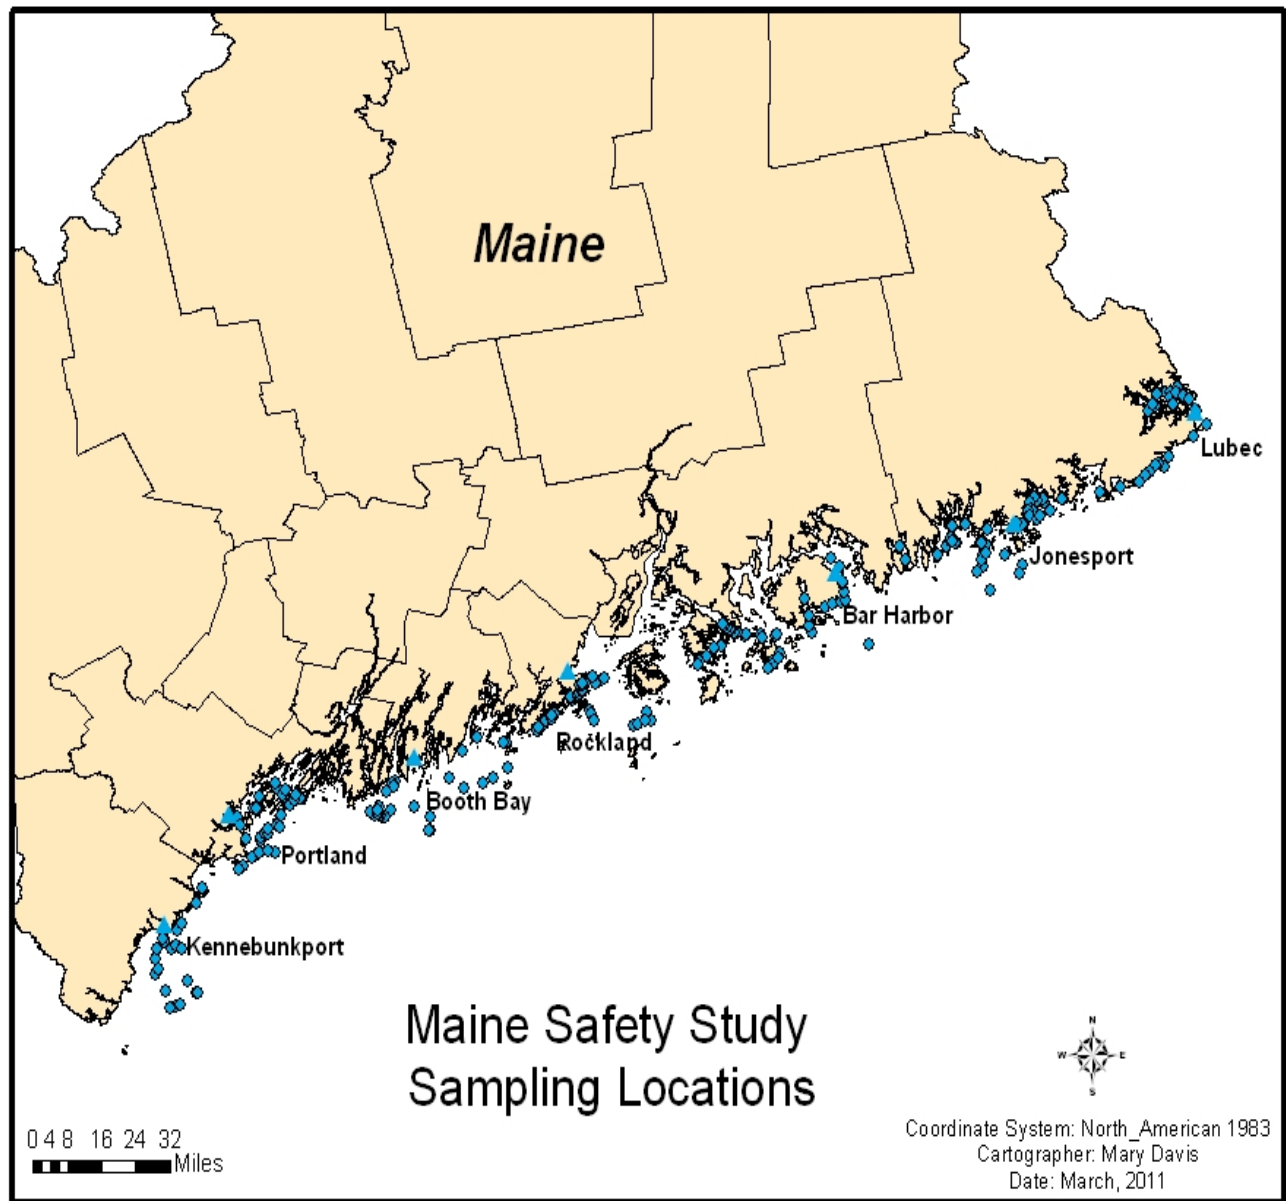 Maine
Lubec
Jonesport
Bar Harbor
Rockland
Booth Bay
Portland
Kennebunkport
Maine Safety Study
Sampling Locations
N
W E
S
0 4 8 16 24 32
Miles
Coordinate System: North_American 1983
Cartographer: Mary Davis
Date: March, 2011